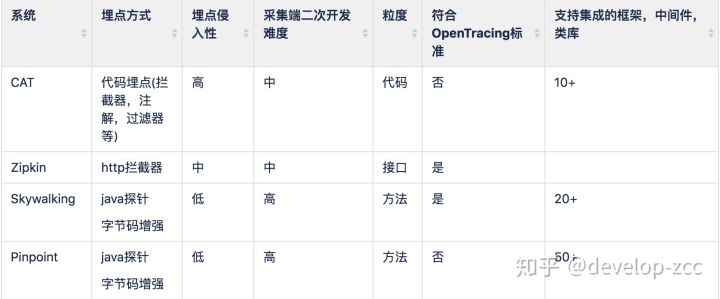 系统 埋点方式 埋点侵入性 采集端二次开发难度 粒度 符合OpenTracing标准 支持集成的框架，中间件，类库
CAT 代码埋点(拦截器，注解，过滤器等) 高 中 代码 否 10+
Zipkin http拦截器 中 中 接口 是
Skywalking java探针 字节码增强 低 高 方法 是 20+
Pinpoint java探针 字节码增强 低 高 方法 否 50+
知乎 @develop-zcc